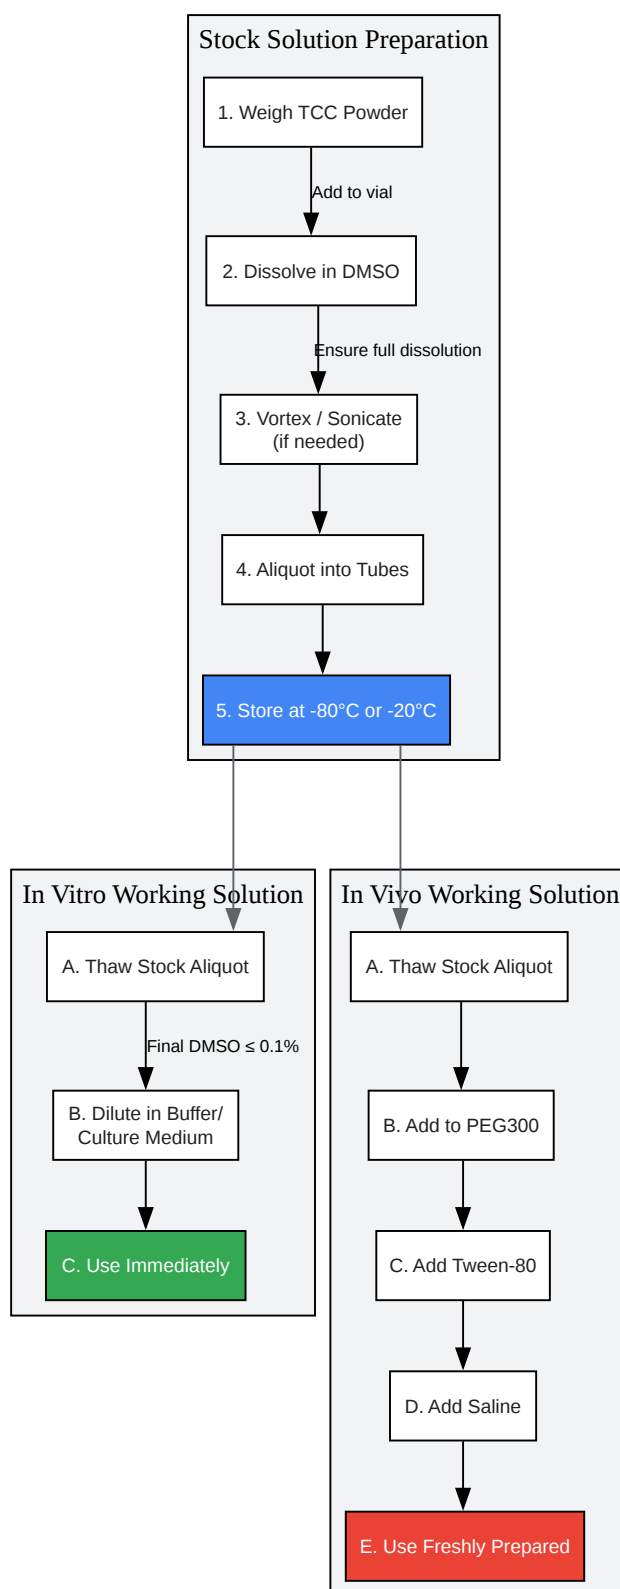 Stock Solution Preparation
1. Weigh TCC Powder
Add to vial
2. Dissolve in DMSO
Ensure full dissolution
3. Vortex / Sonicate
(if needed)
4. Aliquot into Tubes
5. Store at -80°C or -20°C
In Vitro Working Solution
A. Thaw Stock Aliquot
Final DMSO ≤ 0.1%
B. Dilute in Buffer/
Culture Medium
C. Use Immediately
In Vivo Working Solution
A. Thaw Stock Aliquot
B. Add to PEG300
C. Add Tween-80
D. Add Saline
E. Use Freshly Prepared